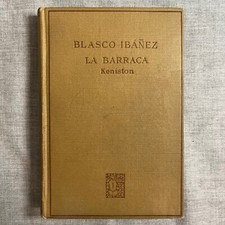 BLASCO IBÁÑEZ
LA BARRACA
Keniston